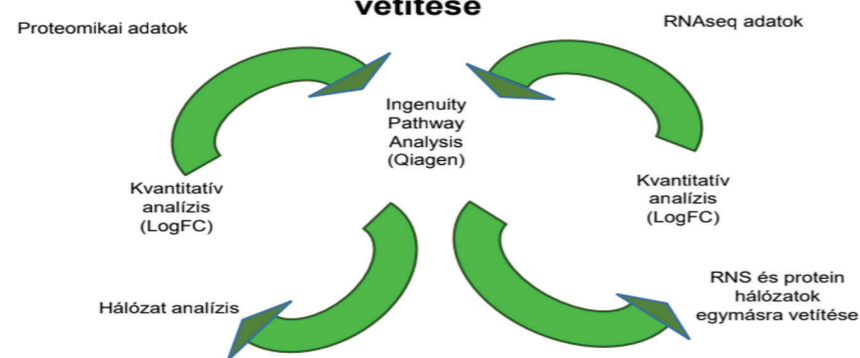 vetítése
Proteomikai adatok
RNAseq adatok
Ingenuity
Pathway
Analysis
(Qiagen)
Kvantitatív
analízis
(LogFC)
Kvantitatív
analízis
(LogFC)
Hálózat analízis
RNS és protein
hálózatok
egymásra vetítése